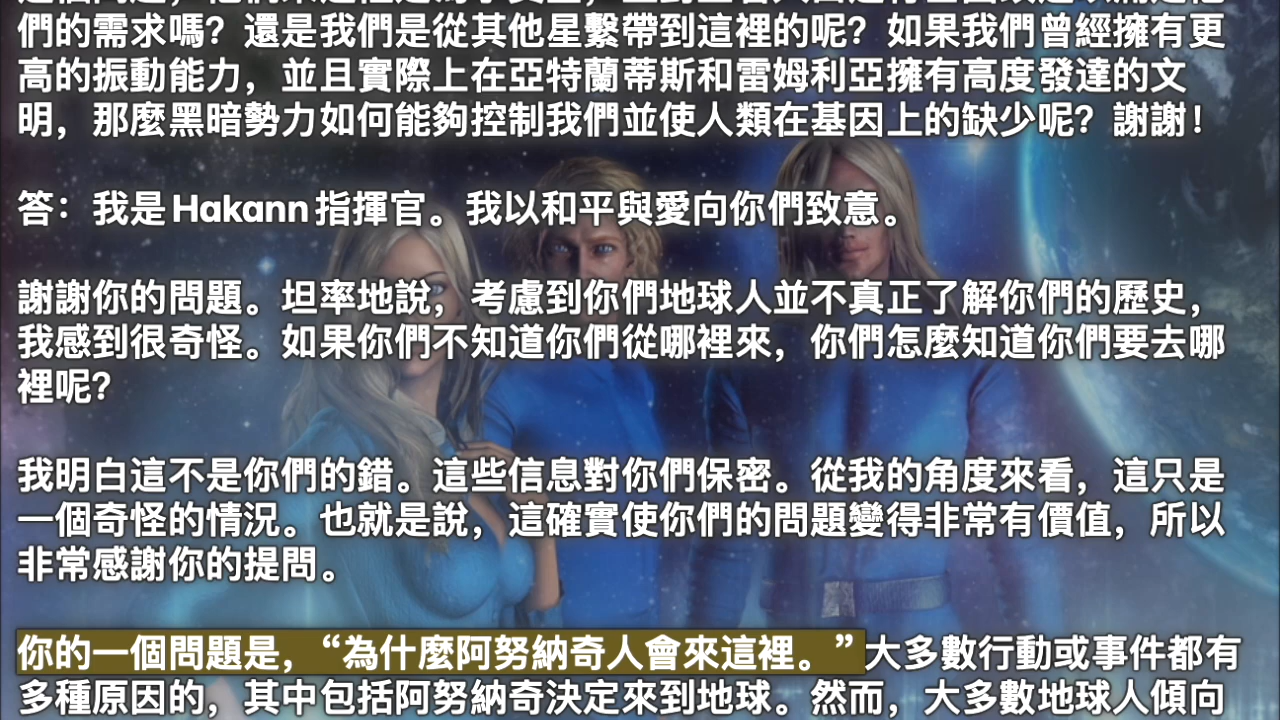 們的需求嗎？還是我們是從其他星繫帶到這裡的呢？如果我們曾經擁有更
高的振動能力，並且實際上在亞特蘭蒂斯和雷姆利亞擁有高度發達的文
明，那麼黑暗勢力如何能夠控制我們並使人類在基因上的缺少呢？謝謝！
答：我是Hakann指揮官。我以和平與愛向你們致意。
謝謝你的問題。坦率地說，考慮到你們地球人並不真正了解你們的歷史，
我感到很奇怪。如果你們不知道你們從哪裡來，你們怎麼知道你們要去哪
裡呢？
我明白這不是你們的錯。這些信息對你們保密。從我的角度來看，這只是
一個奇怪的情況。也就是說，這確實使你們的問題變得非常有價值，所以
非常感謝你的提問。
你的一個問題是，“為什麼阿努納奇人會來這裡。”大多數行動或事件都有
多種原因的，其中包括阿努納奇決定來到地球。然而，大多數地球人傾向